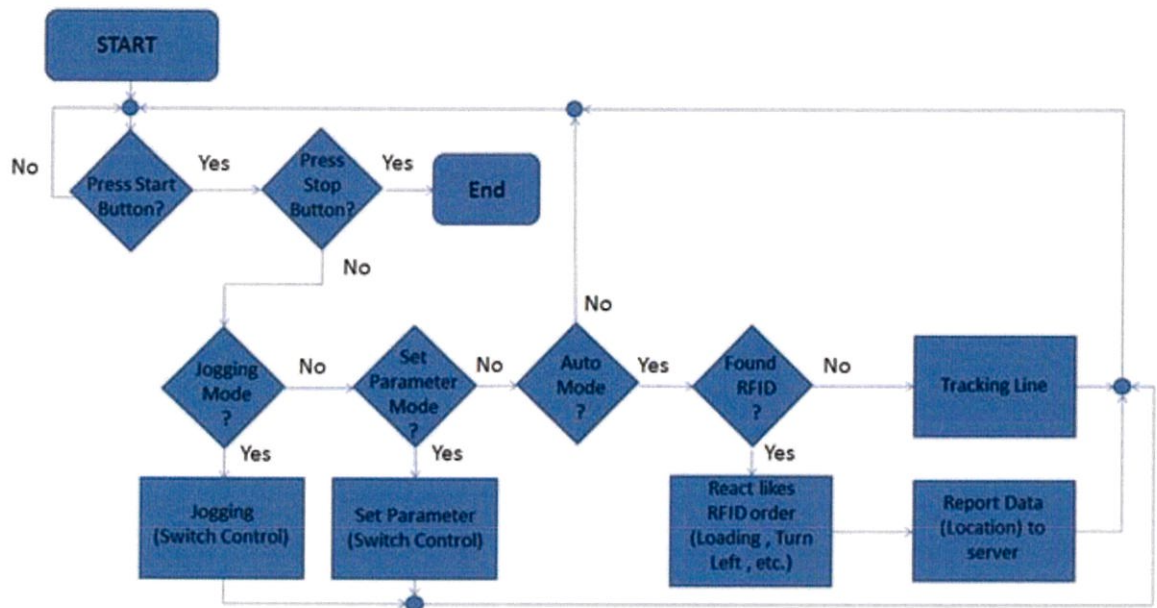 START
No
Press Start
Button?
Yes
Press
Stop
Button?
Yes
End
No
No
Jogging
Mode
?
No
Set
Parameter
Mode
?
No
Auto
Mode
?
Yes
Found
RFID
?
No
Tracking Line
Yes
Yes
Yes
Jogging
(Switch Control)
Set Parameter
(Switch Control)
React likes
RFID order
(Loading , Turn
Left , etc.)
Report Data
(Location) to
server